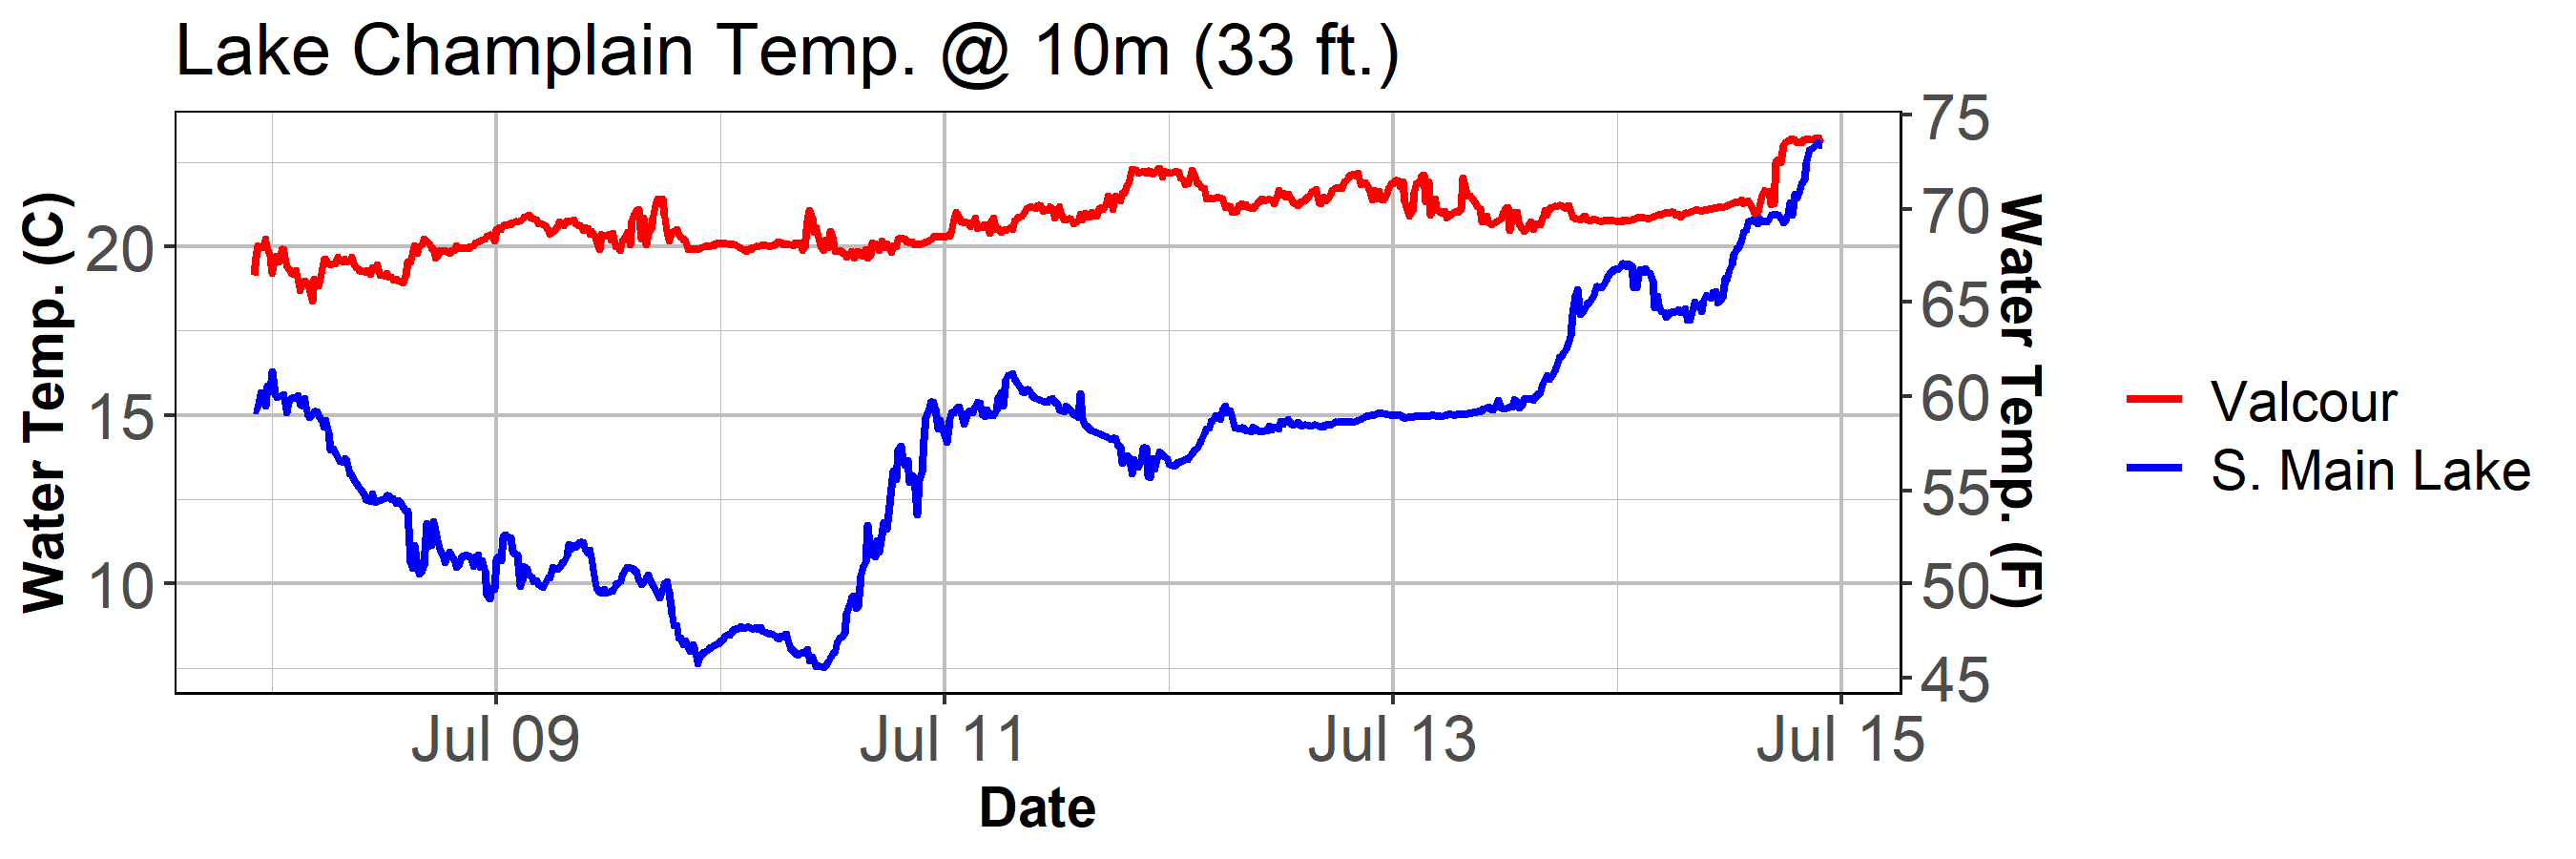 Lake Champlain Temp. @ 10m (33 ft.)
Water Temp. (C)
20
15
10
75
70
65
60
55
50
45
Water Temp. (F)
Jul 09
Jul 11
Jul 13
Jul 15
Date
Valcour
S. Main Lake